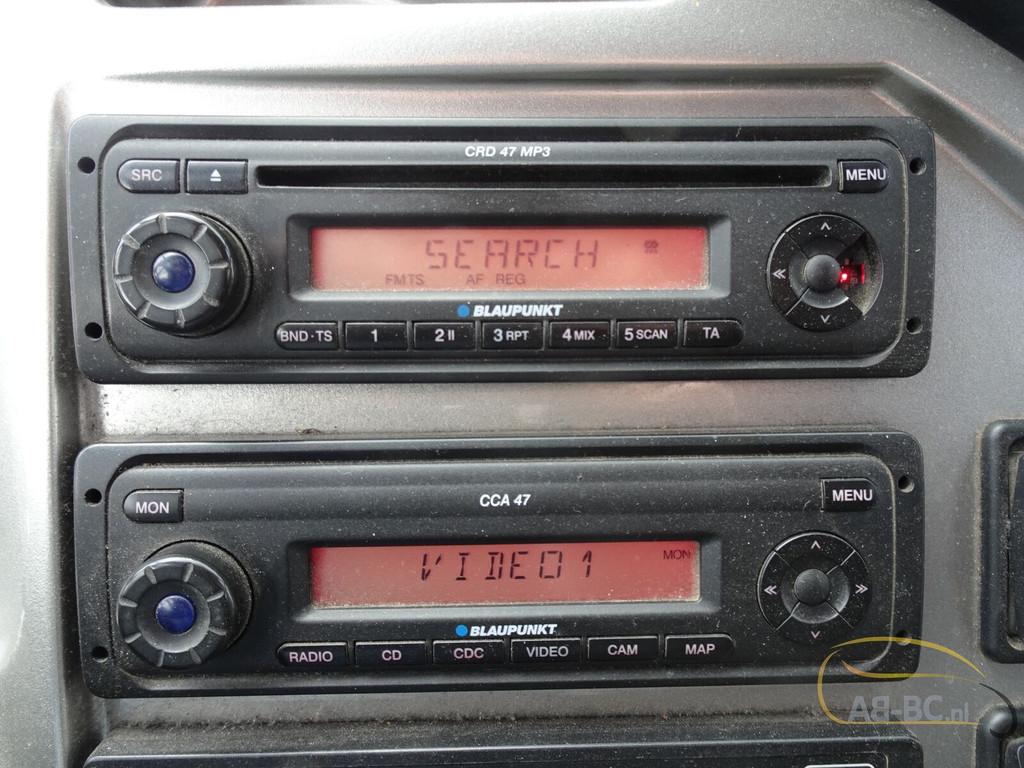 CRD 47 MP3
SRC
MENU
SEARCH
FMTS AF REG
BLAUPUNKT
BND·TS 1 2 II 3 RPT 4 MIX 5 SCAN TA
CCA 47
MON
MENU
MON
VIDEO1
BLAUPUNKT
RADIO CD CDC VIDEO CAM MAP
AB-BC.nl